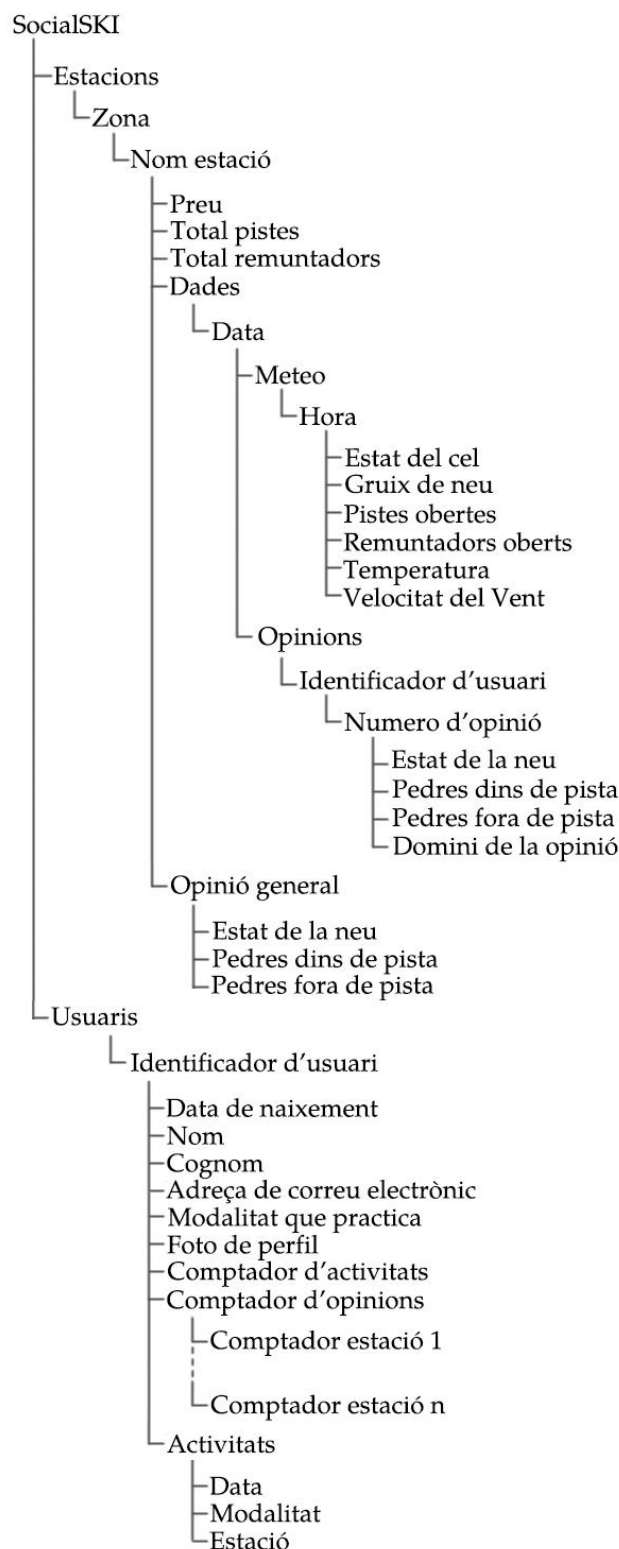 SocialSKI
Estacions
Zona
Nom estació
Preu
Total pistes
Total remuntadors
Dades
Data
Meteo
Hora
Estat del cel
Gruix de neu
Pistes obertes
Remuntadors oberts
Temperatura
Velocitat del Vent
Opinions
Identificador d'usuari
Numero d'opinió
Estat de la neu
Pedres dins de pista
Pedres fora de pista
Domini de la opinió
Opinió general
Estat de la neu
Pedres dins de pista
Pedres fora de pista
Usuaris
Identificador d'usuari
Data de naixement
Nom
Cognom
Adreça de correu electrònic
Modalitat que practica
Foto de perfil
Comptador d'activitats
Comptador d'opinions
Comptador estació 1
Comptador estació n
Activitats
Data
Modalitat
Estació